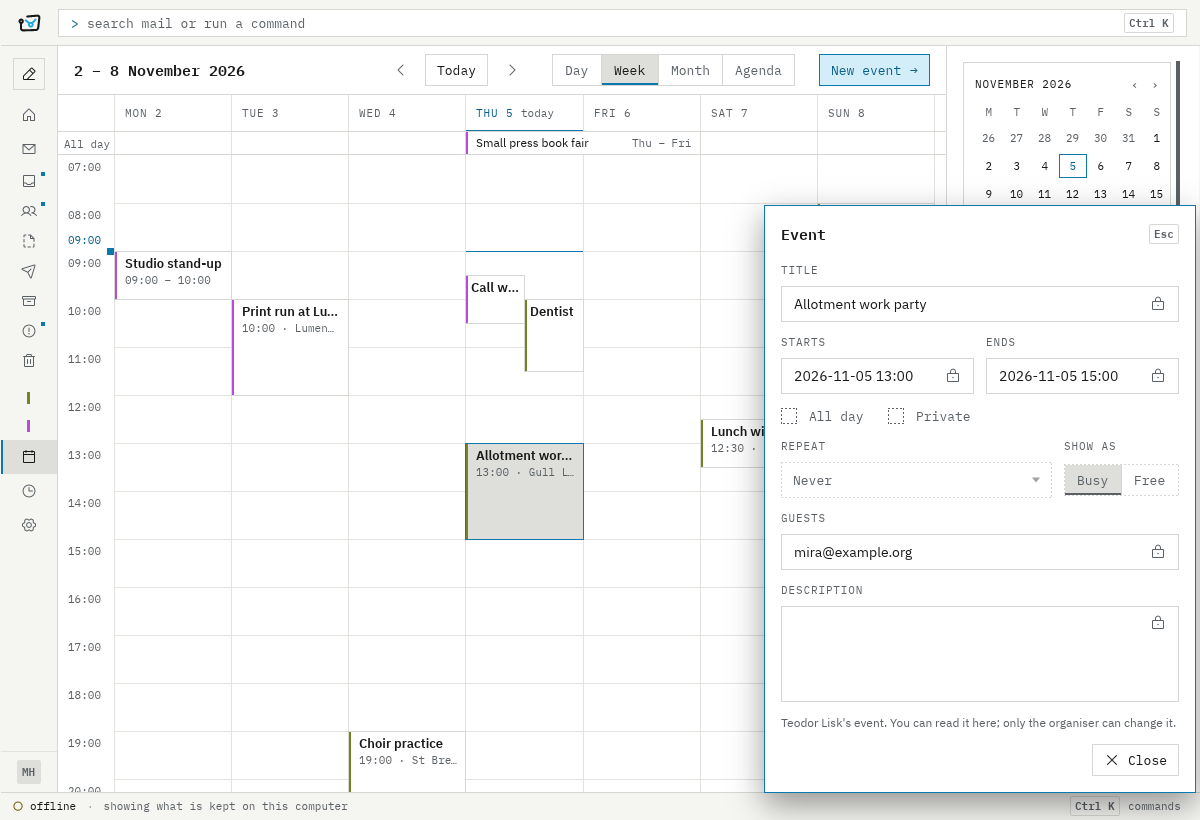 > search mail or run a command
Ctrl K
2 – 8 November 2026
Today
Day
Week
Month
Agenda
New event →
MON 2
TUE 3
WED 4
THU 5 today
FRI 6
SAT 7
SUN 8
All day
Small press book fair
Thu – Fri
07:00
08:00
09:00
09:00
10:00
11:00
12:00
13:00
14:00
15:00
16:00
17:00
18:00
19:00
20:00
Studio stand-up
09:00 – 10:00
Print run at Lu…
10:00 · Lumen…
Call w…
Dentist
Allotment wor…
13:00 · Gull L…
Lunch wi
12:30 ·
Choir practice
19:00 · St Bre…
NOVEMBER 2026
‹ ›
M T W T F S S
26 27 28 29 30 31 1
2 3 4 5 6 7 8
9 10 11 12 13 14 15
Event
Esc
TITLE
Allotment work party
STARTS
ENDS
2026-11-05 13:00
2026-11-05 15:00
All day
Private
REPEAT
SHOW AS
Never
Busy
Free
GUESTS
mira@example.org
DESCRIPTION
Teodor Lisk's event. You can read it here; only the organiser can change it.
Close
MH
offline · showing what is kept on this computer
Ctrl K commands